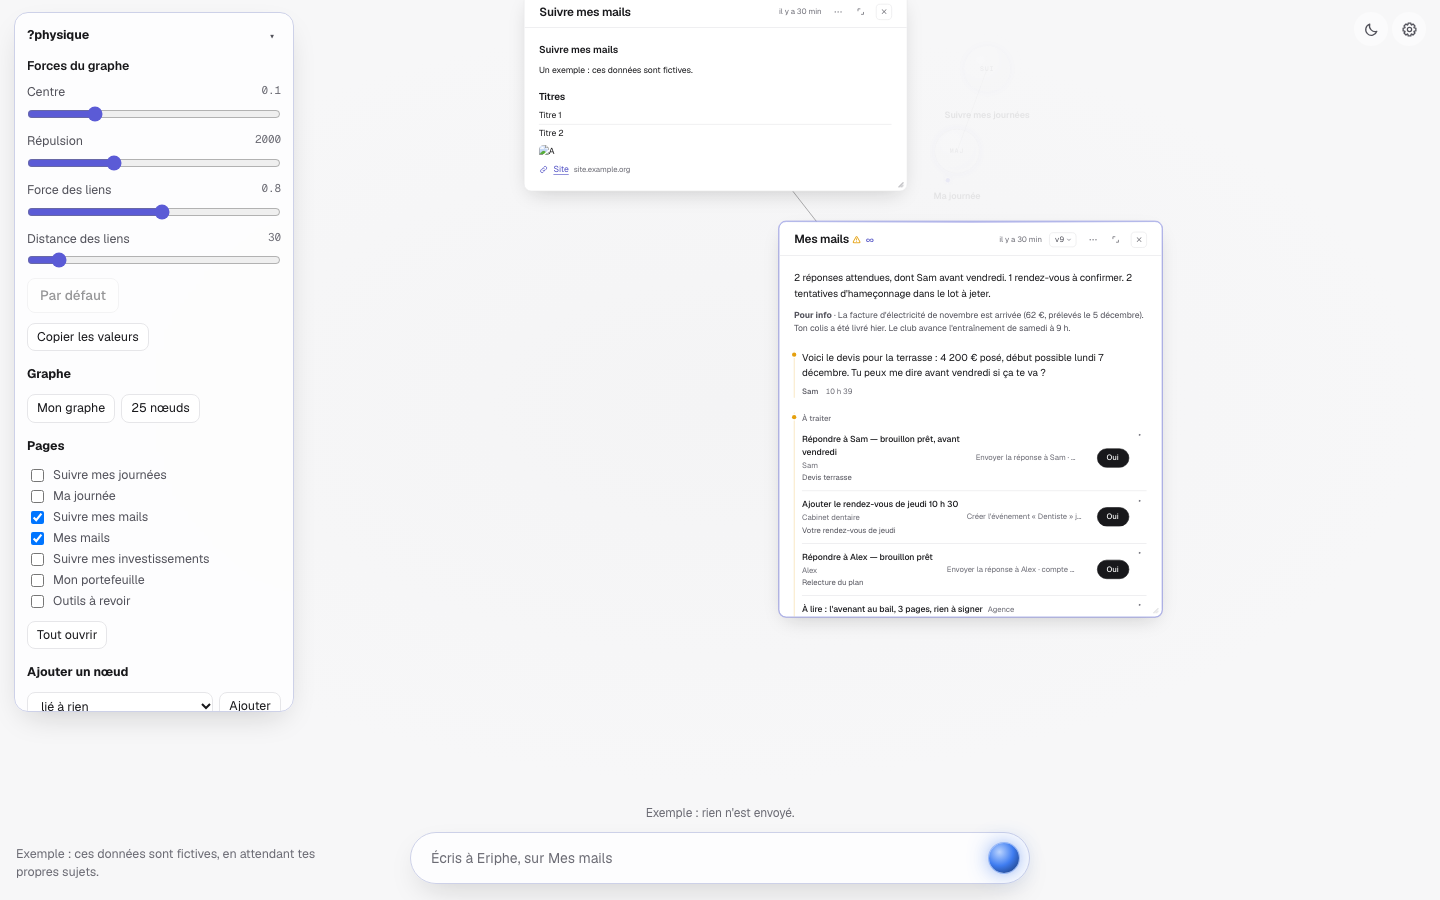 ?physique
Forces du graphe
Centre 0.1
Répulsion 2000
Force des liens 0.8
Distance des liens 30
Par défaut
Copier les valeurs
Graphe
Mon graphe 25 nœuds
Pages
Suivre mes journées
Ma journée
Suivre mes mails
Mes mails
Suivre mes investissements
Mon portefeuille
Outils à revoir
Tout ouvrir
Ajouter un nœud
lié à rien Ajouter
Suivre mes mails il y a 30 min
Suivre mes mails
Un exemple : ces données sont fictives.
Titres
Titre 1
Titre 2
A
Site site.example.org
Suivre mes journées
Ma journée
Mes mails il y a 30 min v9
2 réponses attendues, dont Sam avant vendredi. 1 rendez-vous à confirmer. 2
tentatives d'hameçonnage dans le lot à jeter.
Pour info · La facture d'électricité de novembre est arrivée (62 €, prélevés le 5 décembre).
Ton colis a été livré hier. Le club avance l'entraînement de samedi à 9 h.
Voici le devis pour la terrasse : 4 200 € posé, début possible lundi 7
décembre. Tu peux me dire avant vendredi si ça te va ?
Sam 10 h 39
À traiter
Répondre à Sam — brouillon prêt, avant
vendredi
Sam
Devis terrasse
Envoyer la réponse à Sam · ...
Oui
Ajouter le rendez-vous de jeudi 10 h 30
Cabinet dentaire
Votre rendez-vous de jeudi
Créer l'événement « Dentiste » j...
Oui
Répondre à Alex — brouillon prêt
Alex
Relecture du plan
Envoyer la réponse à Alex · compte ...
Oui
À lire : l'avenant au bail, 3 pages, rien à signer Agence
Exemple : rien n'est envoyé.
Écris à Eriphe, sur Mes mails
Exemple : ces données sont fictives, en attendant tes
propres sujets.